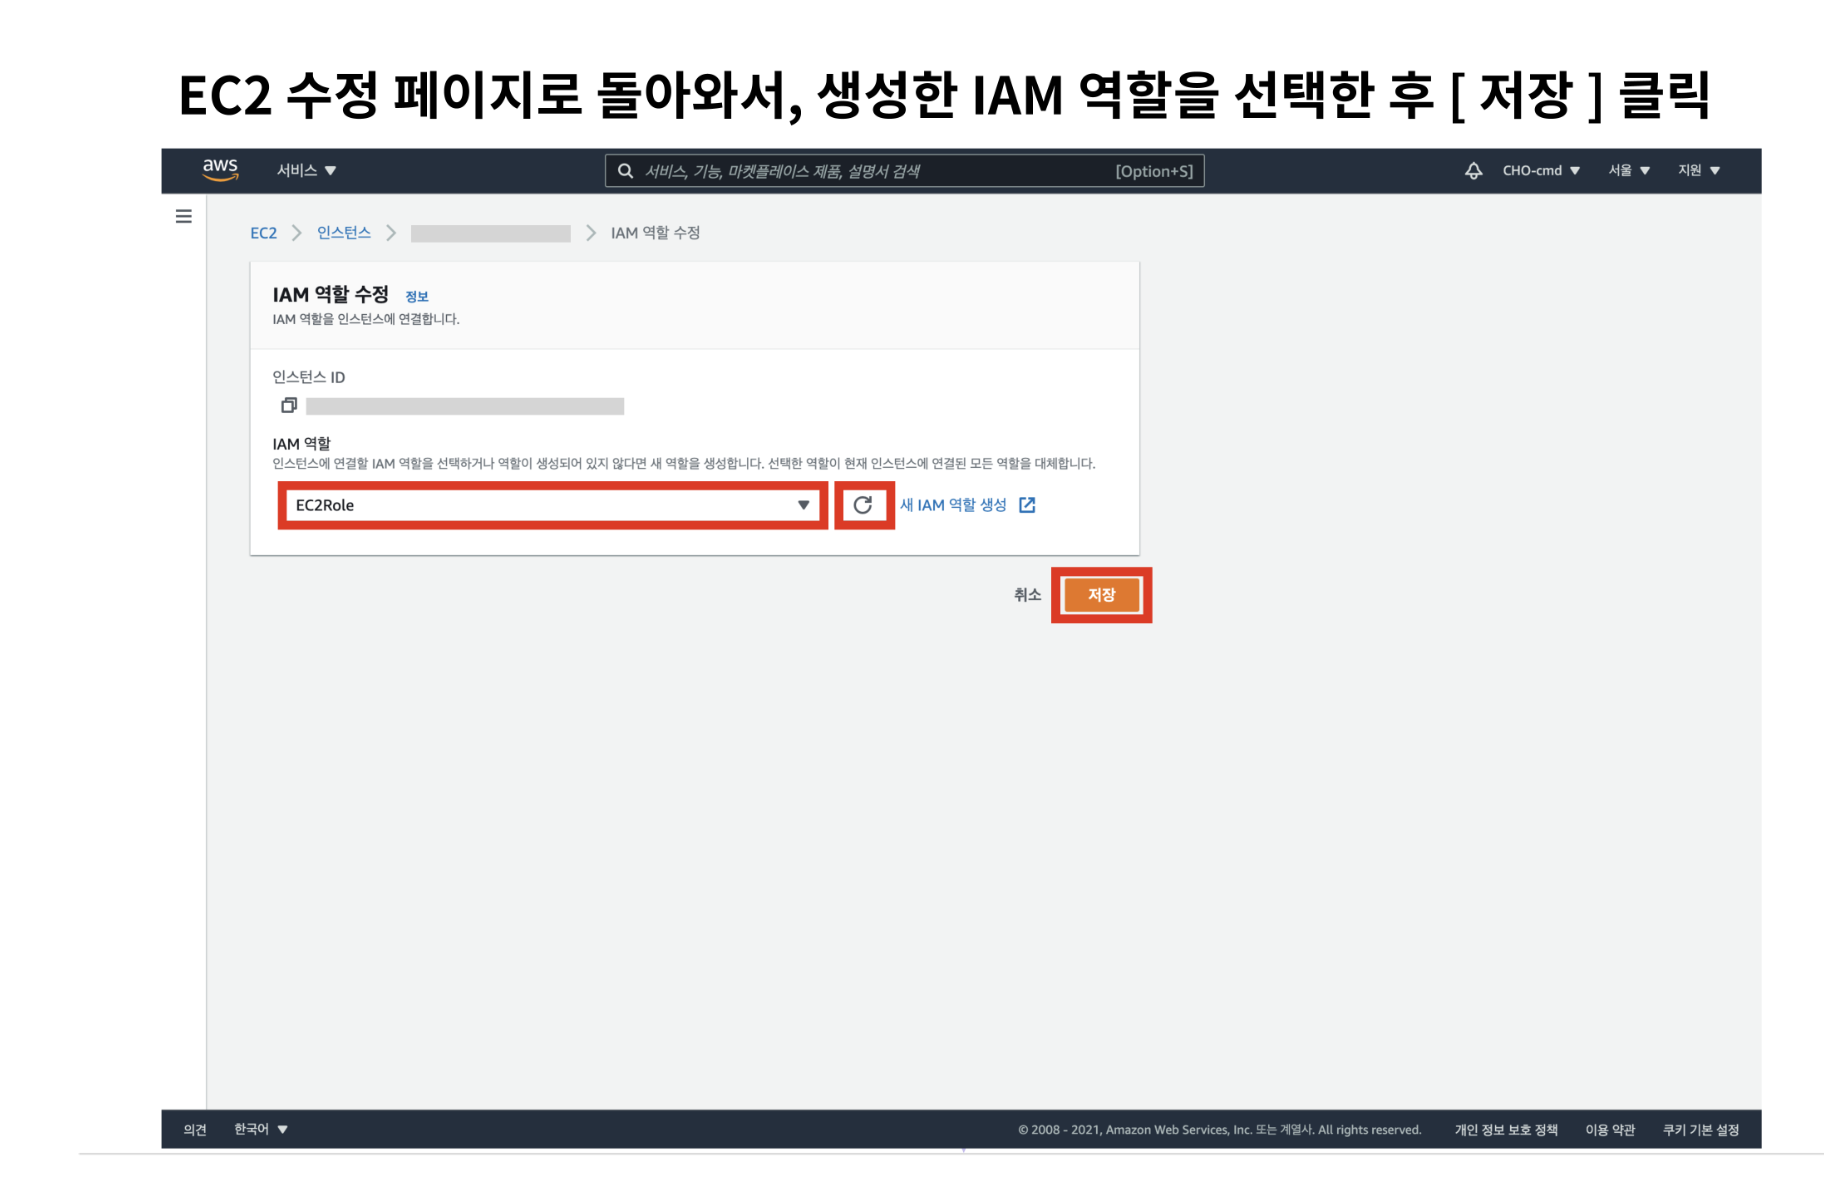 EC2 수정 페이지로 돌아와서, 생성한 IAM 역할을 선택한 후 [ 저장 ] 클릭
aws 서비스 ▼ 서비스, 기능, 마켓플레이스 제품, 설명서 검색 [Option+S] CHO-cmd ▼ 서울 ▼ 지원 ▼
EC2 > 인스턴스 > > IAM 역할 수정
IAM 역할 수정 정보
IAM 역할을 인스턴스에 연결합니다.
인스턴스 ID
IAM 역할
인스턴스에 연결할 IAM 역할을 선택하거나 역할이 생성되어 있지 않다면 새 역할을 생성합니다. 선택한 역할이 현재 인스턴스에 연결된 모든 역할을 대체합니다.
EC2Role ▼ 새 IAM 역할 생성
취소 저장
의견 한국어 ▼ © 2008 - 2021, Amazon Web Services, Inc. 또는 계열사. All rights reserved. 개인 정보 보호 정책 이용 약관 쿠키 기본 설정